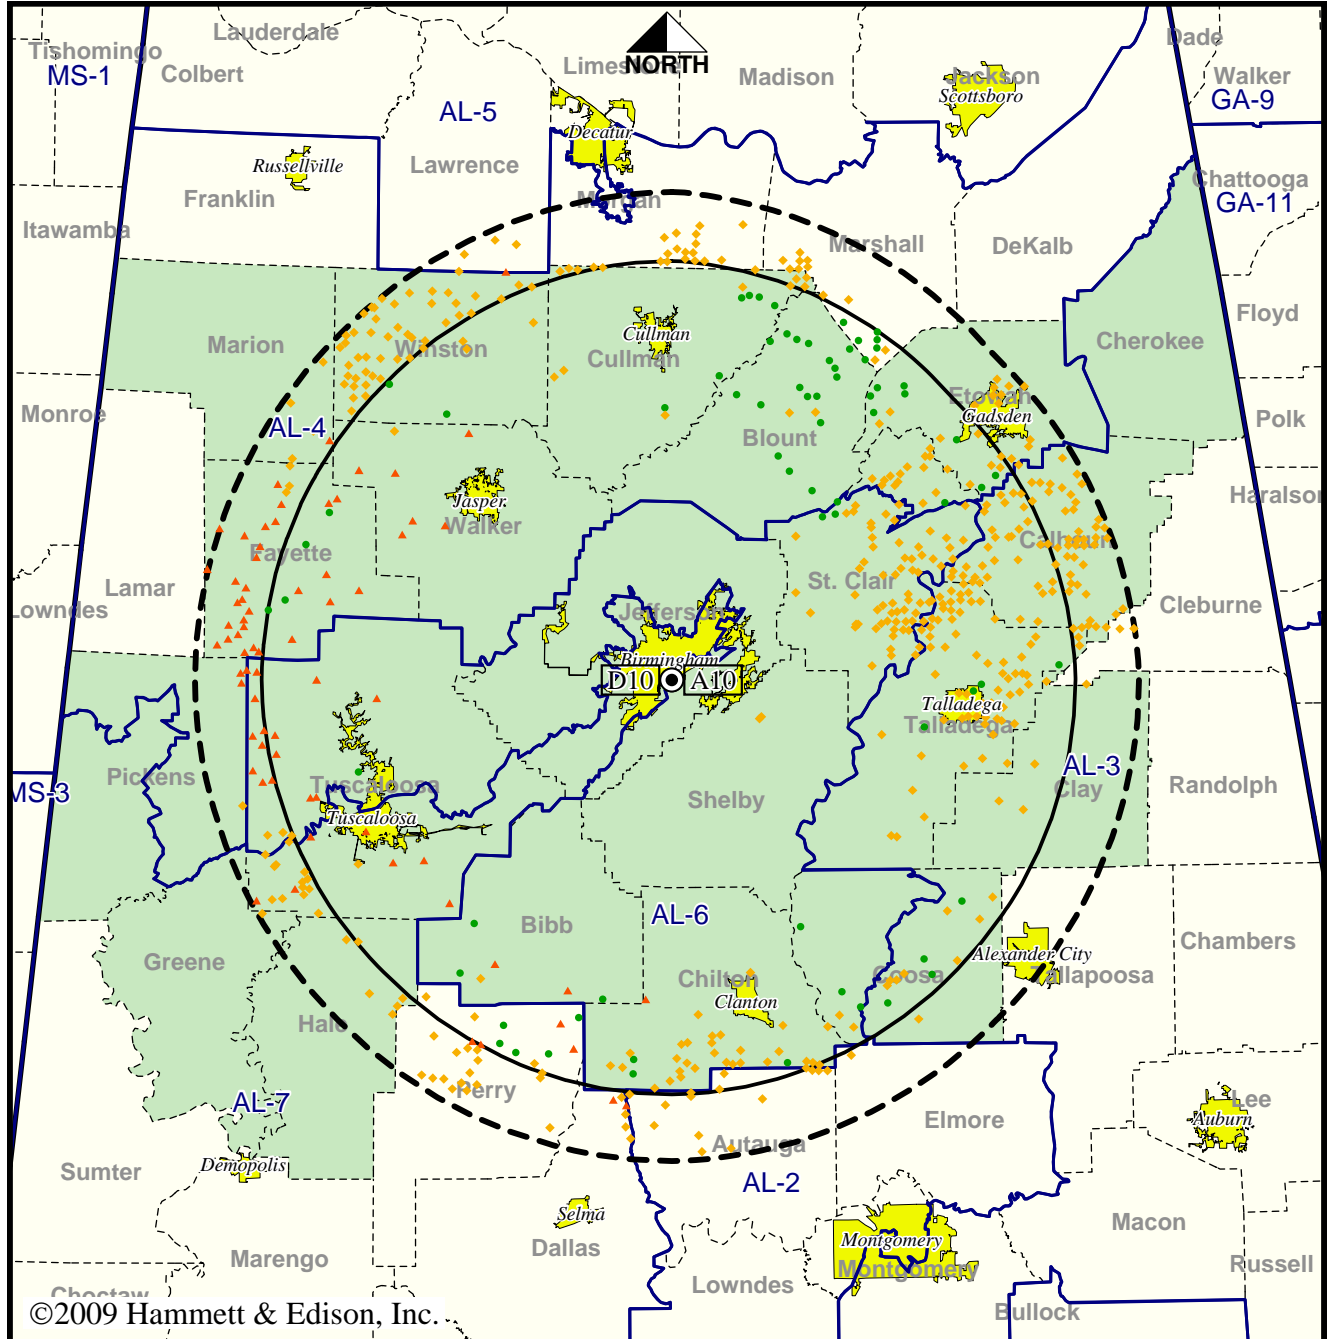 Lauderdale
Tishomingo
Colbert
MS-1
Limestone
NORTH
Madison
Jackson
Scottsboro
Dade
Walker
GA-9
AL-5
Decatur
Russellville
Lawrence
Franklin
Morgan
Chattooga
GA-11
Itawamba
Marshall
DeKalb
Floyd
Marion
Winston
Cullman
Cullman
Cherokee
Monroe
AL-4
Etowah
Gadsden
Polk
Blount
Haralson
Jasper
Walker
Fayette
Calhoun
Lamar
St. Clair
Lowndes
Jefferson
Cleburne
Birmingham
D10
A10
Talladega
Talladega
Pickens
MS-3
Tuscaloosa
AL-3
Clay
Randolph
Shelby
Tuscaloosa
Bibb
AL-6
Greene
Chambers
Alexander City
Tallapoosa
Chilton
Clanton
Coosa
Hale
Perry
AL-7
Lee
Auburn
Elmore
Autauga
Demopolis
Sumter
AL-2
Selma
Dallas
Macon
Montgomery
Montgomery
Marengo
Russell
Lowndes
Choctaw
Bullock
©2009 Hammett & Edison, Inc.